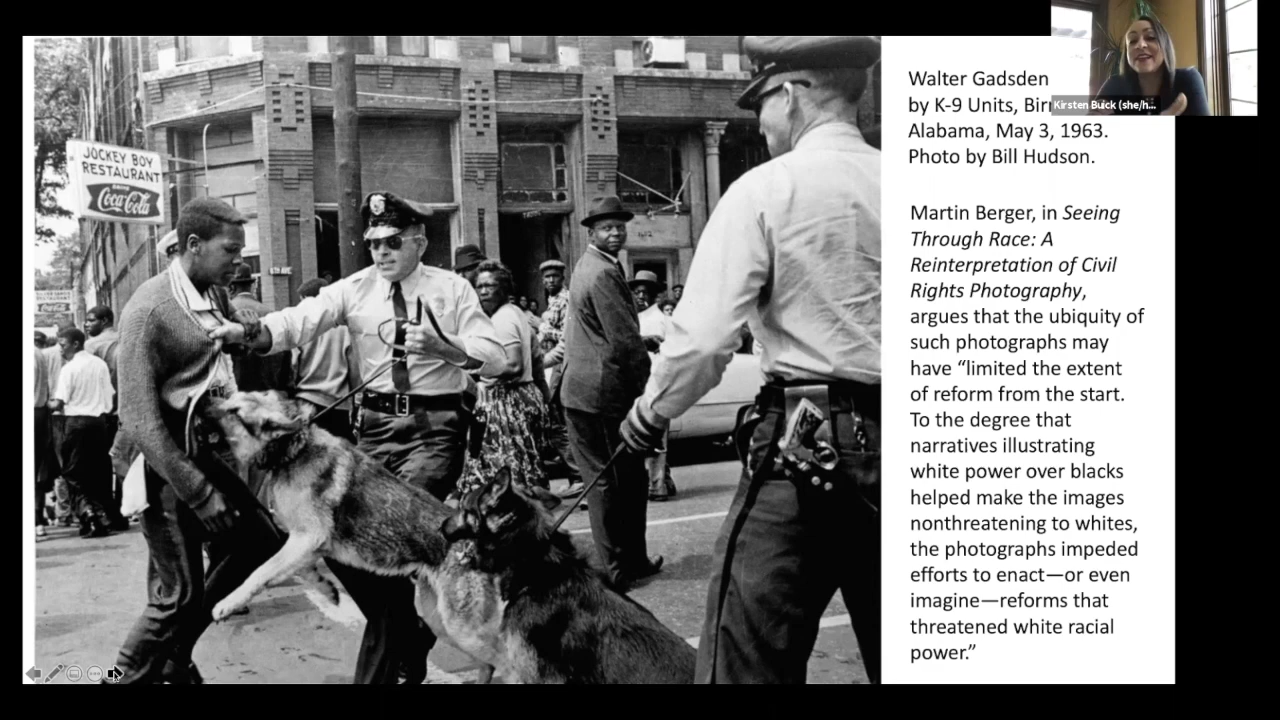 JOCKEY BOY
RESTAURANT
DRINK
Coca-Cola
Walter Gadsden
by K-9 Units, Bir
Alabama, May 3, 1963.
Photo by Bill Hudson.
Kirsten Buick (she/h...
Martin Berger, in Seeing
Through Race: A
Reinterpretation of Civil
Rights Photography,
argues that the ubiquity of
such photographs may
have “limited the extent
of reform from the start.
To the degree that
narratives illustrating
white power over blacks
helped make the images
nonthreatening to whites,
the photographs impeded
efforts to enact—or even
imagine—reforms that
threatened white racial
power.”